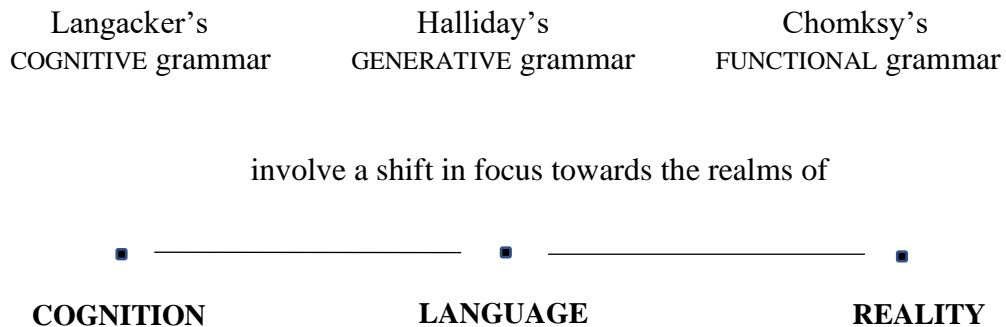 Langacker's Halliday's Chomksy's
COGNITIVE grammar GENERATIVE grammar FUNCTIONAL grammar
involve a shift in focus towards the realms of
COGNITION LANGUAGE REALITY